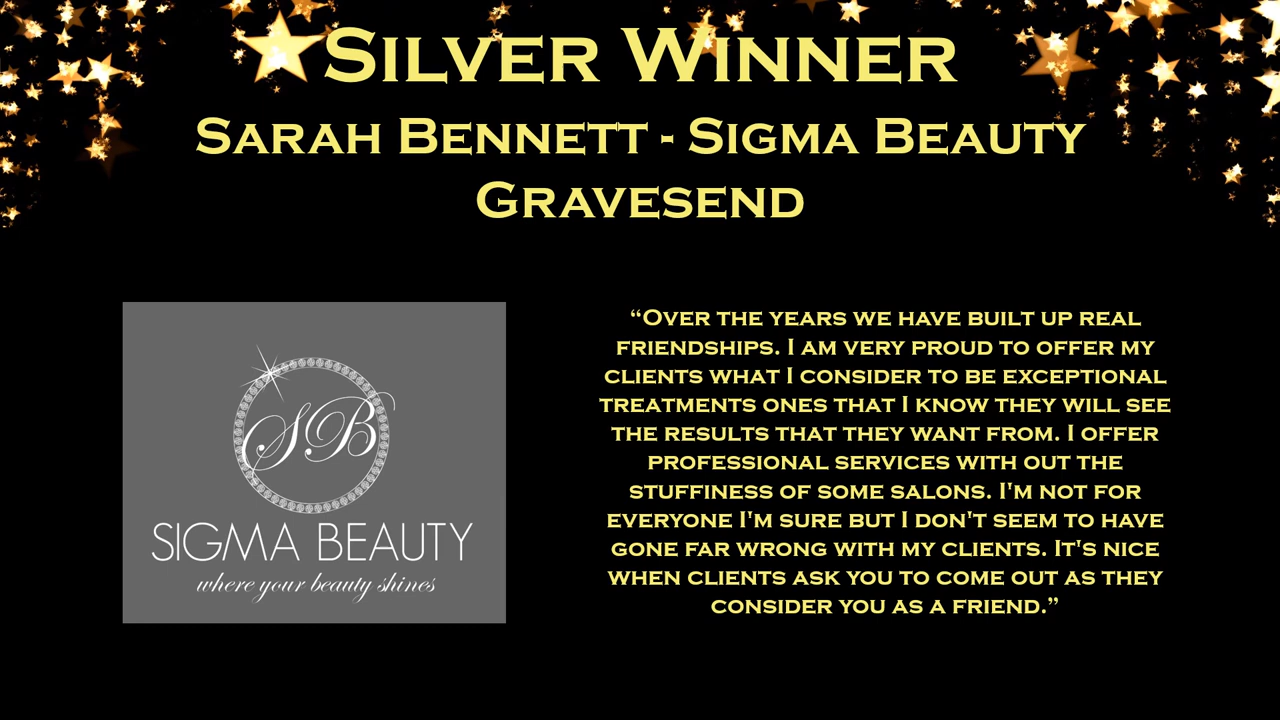 Silver Winner
Sarah Bennett - Sigma Beauty
Gravesend
“Over the years we have built up real
friendships. I am very proud to offer my
clients what I consider to be exceptional
treatments ones that I know they will see
the results that they want from. I offer
professional services with out the
stuffiness of some salons. I'm not for
everyone I'm sure but I don't seem to have
gone far wrong with my clients. It's nice
when clients ask you to come out as they
consider you as a friend.”
SB
SIGMA BEAUTY
where your beauty shines